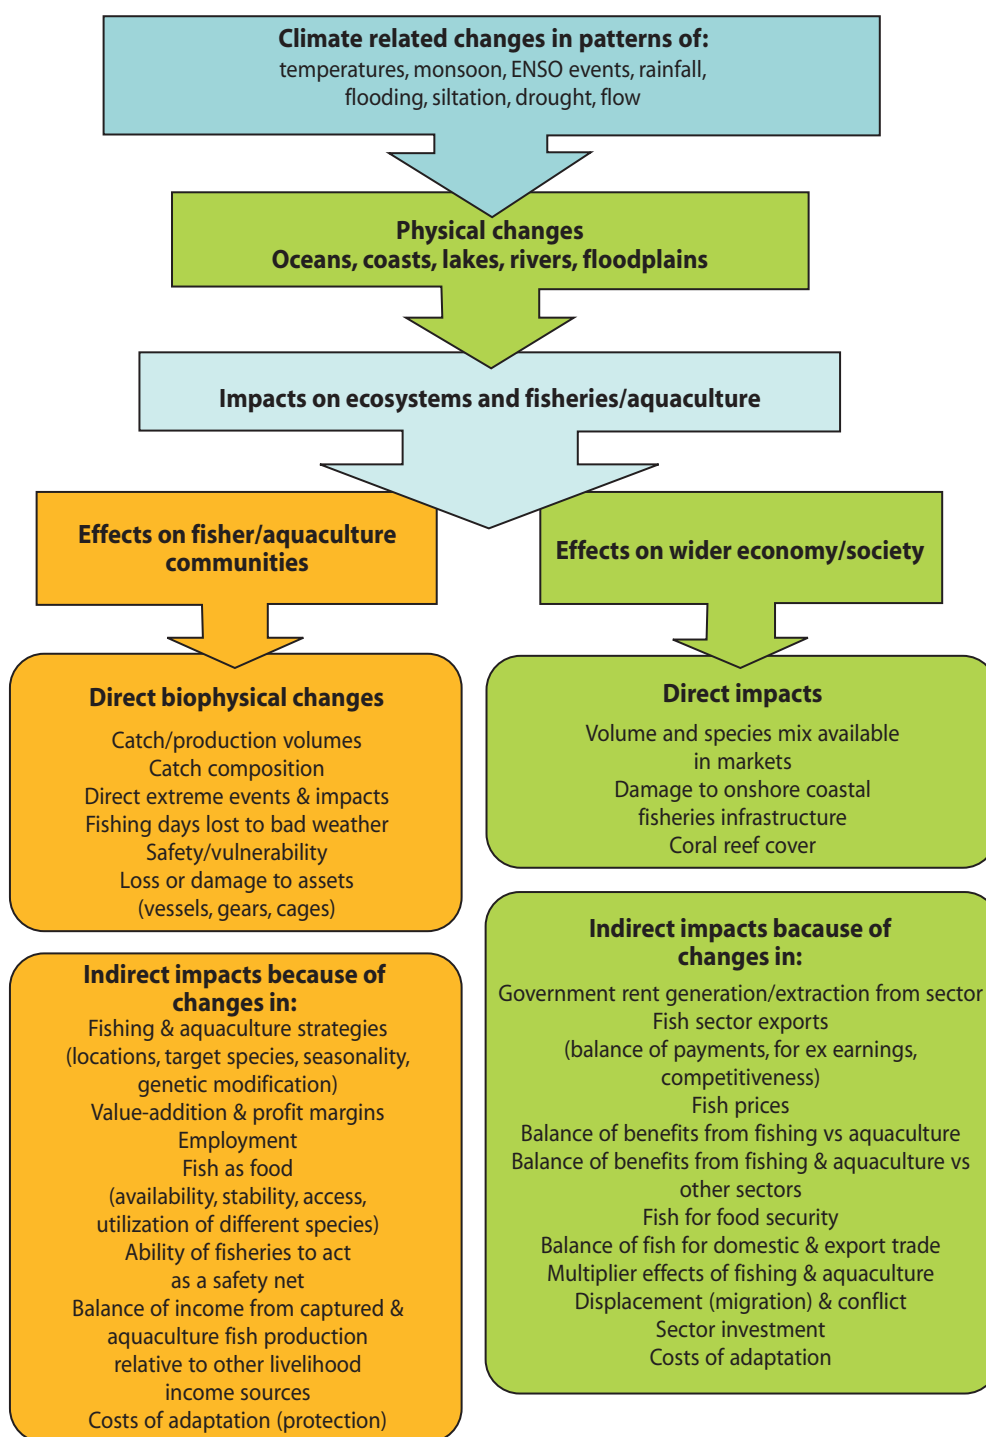 Climate related changes in patterns of:
temperatures, monsoon, ENSO events, rainfall,
flooding, siltation, drought, flow
Physical changes
Oceans, coasts, lakes, rivers, floodplains
Impacts on ecosystems and fisheries/aquaculture
Effects on fisher/aquaculture
communities
Direct biophysical changes
Catch/production volumes
Catch composition
Direct extreme events & impacts
Fishing days lost to bad weather
Safety/vulnerability
Loss or damage to assets
(vessels, gears, cages)
Indirect impacts because of
changes in:
Fishing & aquaculture strategies
(locations, target species, seasonality,
genetic modification)
Value-addition & profit margins
Employment
Fish as food
(availability, stability, access,
utilization of different species)
Ability of fisheries to act
as a safety net
Balance of income from captured &
aquaculture fish production
relative to other livelihood
income sources
Costs of adaptation (protection)
Effects on wider economy/society
Direct impacts
Volume and species mix available
in markets
Damage to onshore coastal
fisheries infrastructure
Coral reef cover
Indirect impacts bacause of
changes in:
Government rent generation/extraction from sector
Fish sector exports
(balance of payments, for ex earnings,
competitiveness)
Fish prices
Balance of benefits from fishing vs aquaculture
Balance of benefits from fishing & aquaculture vs
other sectors
Fish for food security
Balance of fish for domestic & export trade
Multiplier effects of fishing & aquaculture
Displacement (migration) & conflict
Sector investment
Costs of adaptation